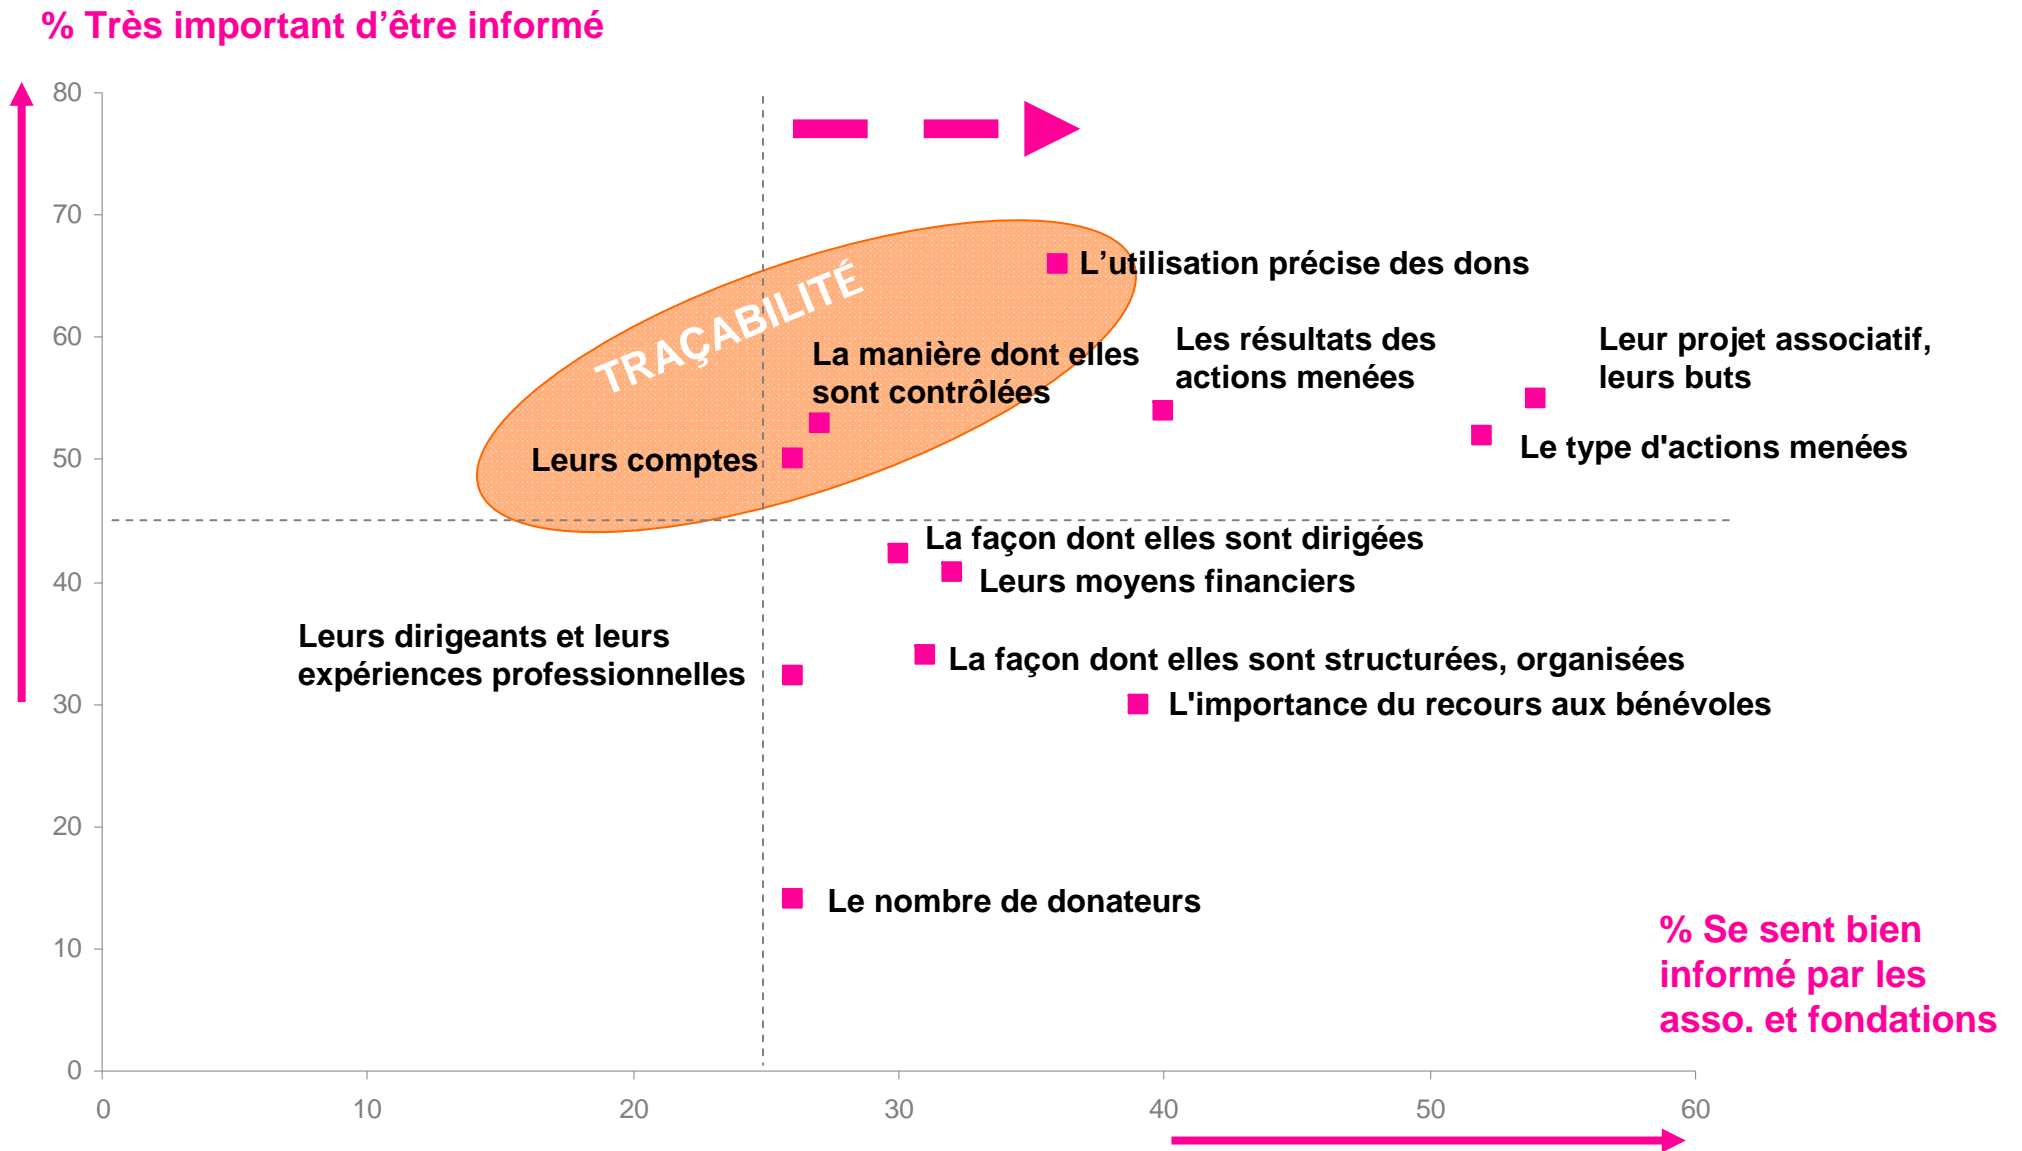 % Très important d’être informé
80
70
60
50
40
30
20
10
0
TRAÇABILITÉ
L’utilisation précise des dons
La manière dont elles
sont contrôlées
Les résultats des
actions menées
Leur projet associatif,
leurs buts
Le type d'actions menées
Leurs comptes
La façon dont elles sont dirigées
Leurs moyens financiers
Leurs dirigeants et leurs
expériences professionnelles
La façon dont elles sont structurées, organisées
L'importance du recours aux bénévoles
Le nombre de donateurs
% Se sent bien
informé par les
asso. et fondations
0
10
20
30
40
50
60